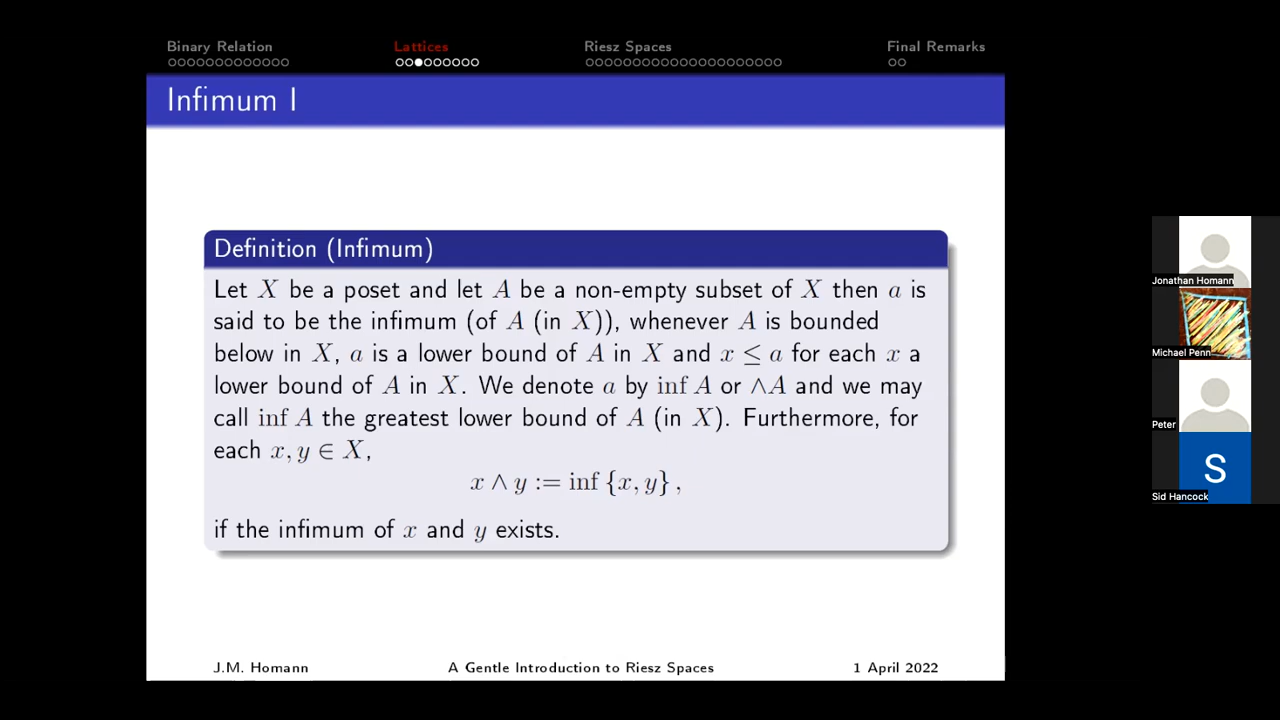 Binary Relation Lattices Riesz Spaces Final Remarks
Infimum I
Definition (Infimum)
Let X be a poset and let A be a non-empty subset of X then a is
said to be the infimum (of A (in X)), whenever A is bounded
below in X, a is a lower bound of A in X and x ≤ a for each x a
lower bound of A in X. We denote a by inf A or ∧A and we may
call inf A the greatest lower bound of A (in X). Furthermore, for
each x, y ∈ X,
x ∧ y := inf {x, y} ,
if the infimum of x and y exists.
J.M. Homann A Gentle Introduction to Riesz Spaces 1 April 2022
Jonathan Homann
Michael Penn
Peter
S
Sid Hancock